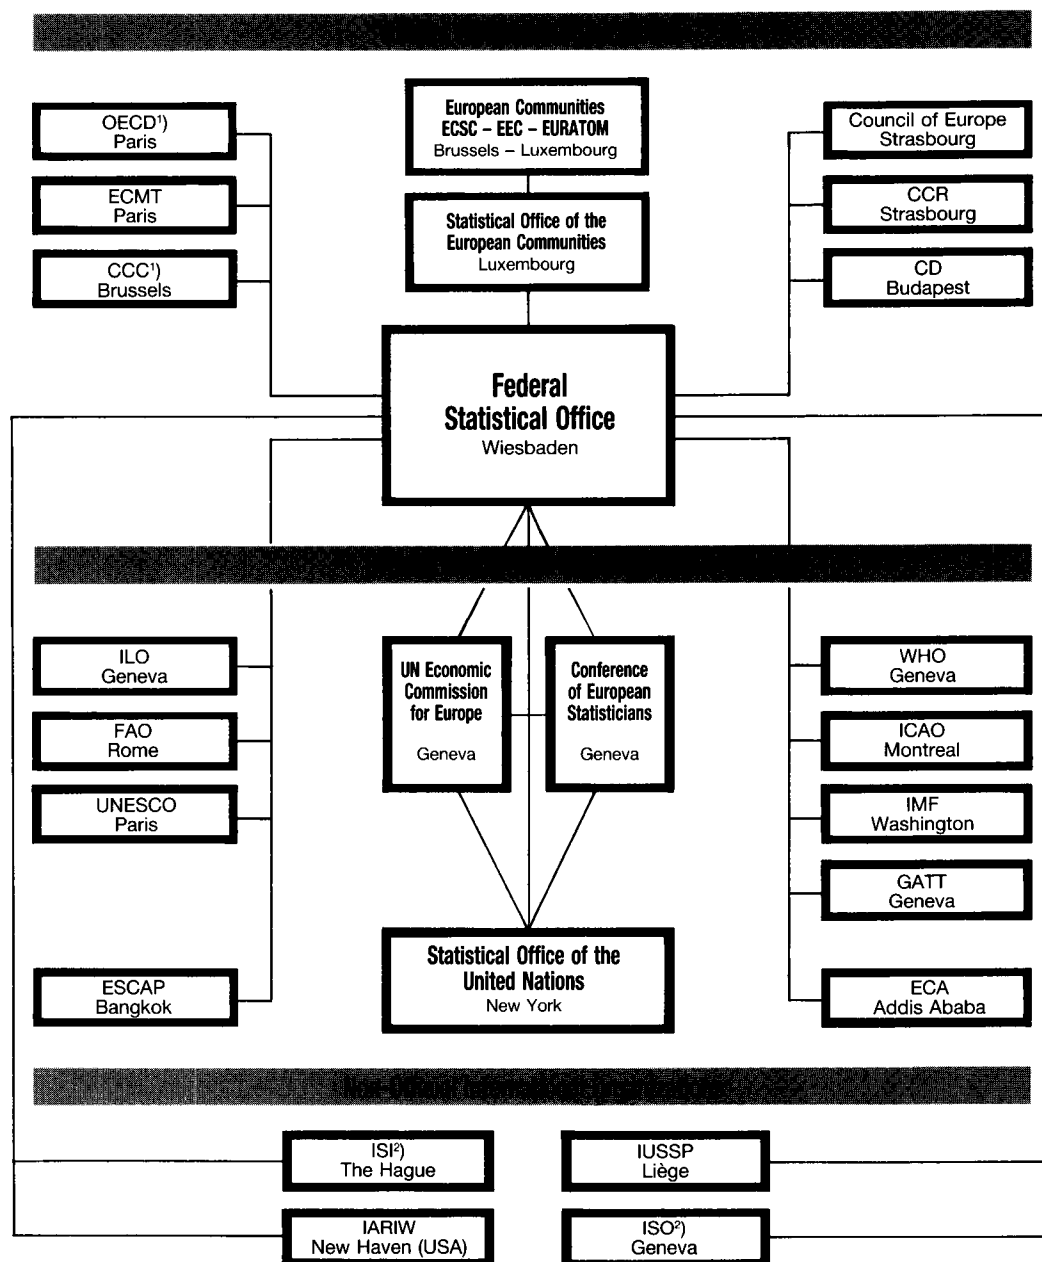 OECD¹)
Paris
ECMT
Paris
CCC¹)
Brussels
European Communities
ECSC – EEC – EURATOM
Brussels – Luxembourg
Statistical Office of the
European Communities
Luxembourg
Council of Europe
Strasbourg
CCR
Strasbourg
CD
Budapest
Federal
Statistical Office
Wiesbaden
ILO
Geneva
FAO
Rome
UNESCO
Paris
ESCAP
Bangkok
UN Economic
Commission
for Europe
Geneva
Conference
of European
Statisticians
Geneva
Statistical Office of the
United Nations
New York
WHO
Geneva
ICAO
Montreal
IMF
Washington
GATT
Geneva
ECA
Addis Ababa
ISI²)
The Hague
IUSSP
Liège
IARIW
New Haven (USA)
ISO²)
Geneva